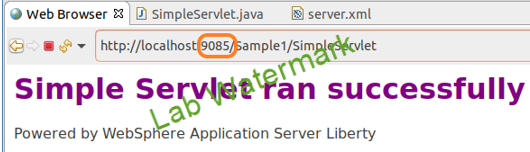 Web Browser SimpleServlet.java server.xml
http://localhost:9085/Sample1/SimpleServlet
Simple Servlet ran successfully
Powered by WebSphere Application Server Liberty
Lab Watermark